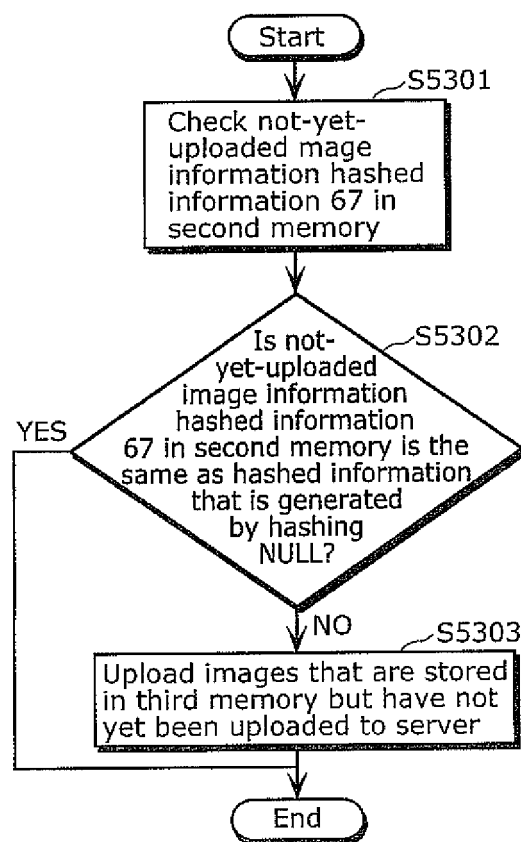 Start
S5301
Check not-yet-
uploaded mage
information hashed
information 67 in
second memory
S5302
Is not-
yet-uploaded
image information
hashed information
67 in second memory is the
same as hashed information
that is generated
by hashing
NULL?
YES
NO
S5303
Upload images that are stored
in third memory but have not
yet been uploaded to server
End